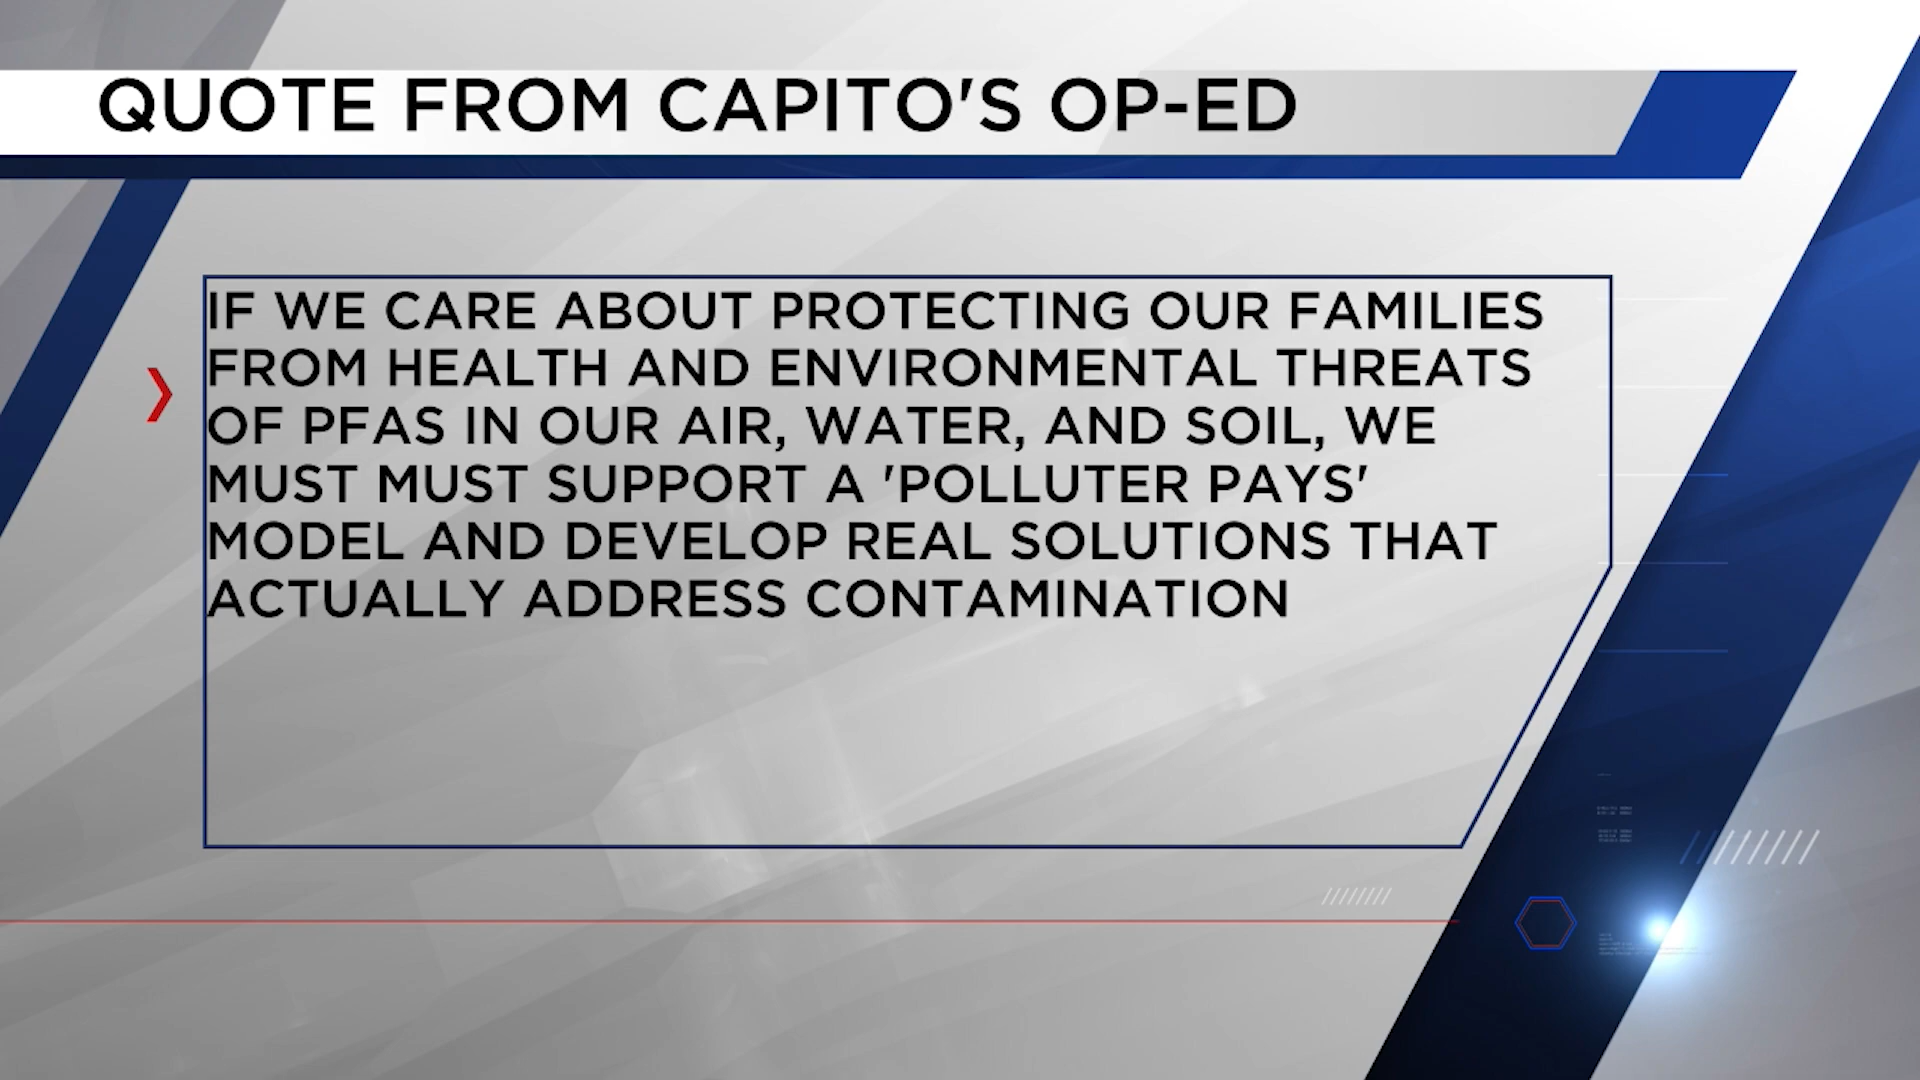 QUOTE FROM CAPITO'S OP-ED
IF WE CARE ABOUT PROTECTING OUR FAMILIES
FROM HEALTH AND ENVIRONMENTAL THREATS
OF PFAS IN OUR AIR, WATER, AND SOIL, WE
MUST MUST SUPPORT A 'POLLUTER PAYS'
MODEL AND DEVELOP REAL SOLUTIONS THAT
ACTUALLY ADDRESS CONTAMINATION